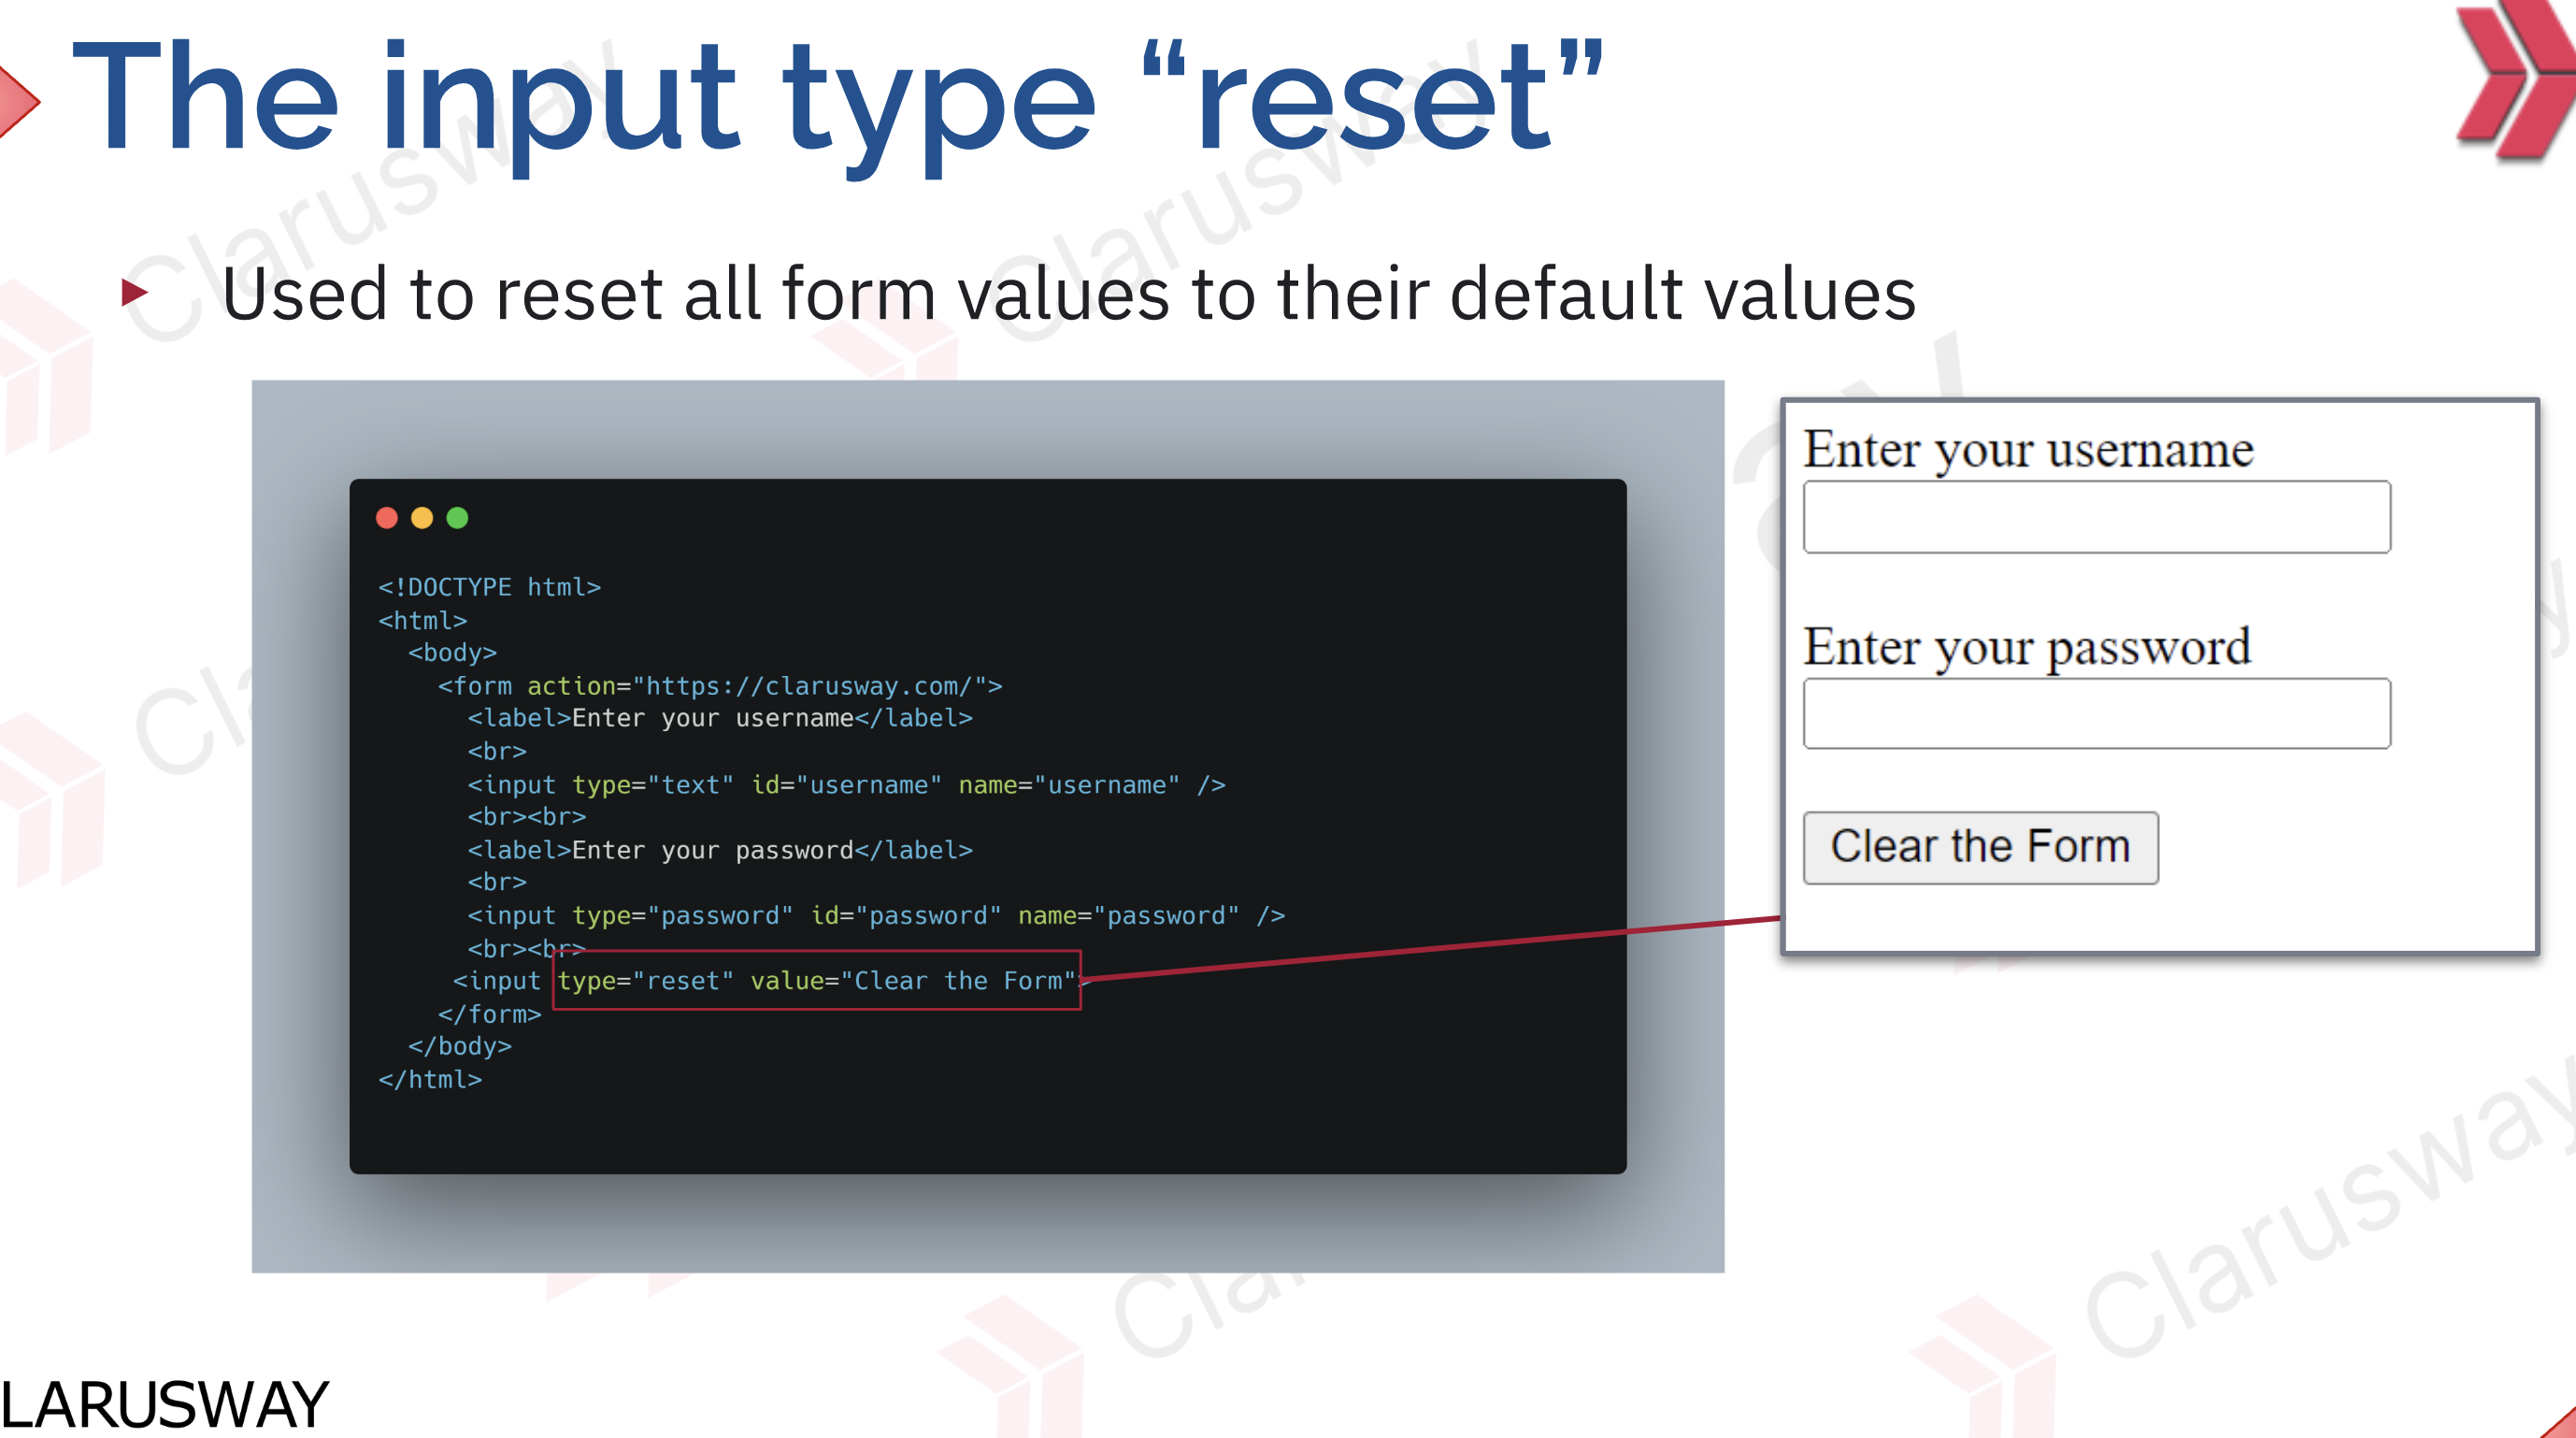 The input type “reset”
Used to reset all form values to their default values
<!DOCTYPE html>
<html>
<body>
<form action="https://clarusway.com/">
<label>Enter your username</label>
<br>
<input type="text" id="username" name="username" />
<br><br>
<label>Enter your password</label>
<br>
<input type="password" id="password" name="password" />
<br><br>
<input type="reset" value="Clear the Form">
</form>
</body>
</html>
Enter your username
Enter your password
Clear the Form
LARUSWAY
Clarusway
Clarusway
Clarusway